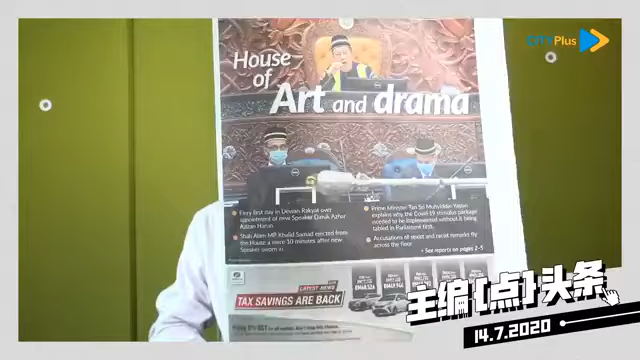 CITYPlus
House
of
Art and drama
Fiery first day in Dewan Rakyat over
appointment of new Speaker Datuk Azhar
Azizan Harun
Shah Alam MP Khalid Samad ejected from
the House a mere 10 minutes after new
Speaker sworn in
Prime Minister Tan Sri Muhyiddin Yassin
explains why the Covid-19 stimulus package
needed to be implemented without it being
tabled in Parliament first.
Accusations of sexist and racist remarks fly
across the floor
> See reports on pages 2-5
LATEST NEWS
TAX SAVINGS ARE BACK
主编{点}头条
14.7.2020